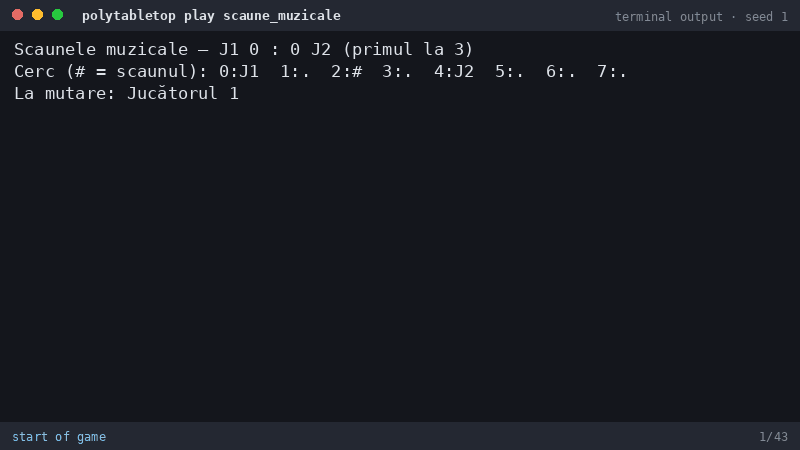 polytabletop play scaune_muzicale
terminal output · seed 1
Scaunele muzicale — J1 0 : 0 J2 (primul la 3)
Cerc (# = scaunul): 0:J1  1:.  2:#  3:.  4:J2  5:.  6:.  7:.
La mutare: Jucătorul 1
start of game
1/43